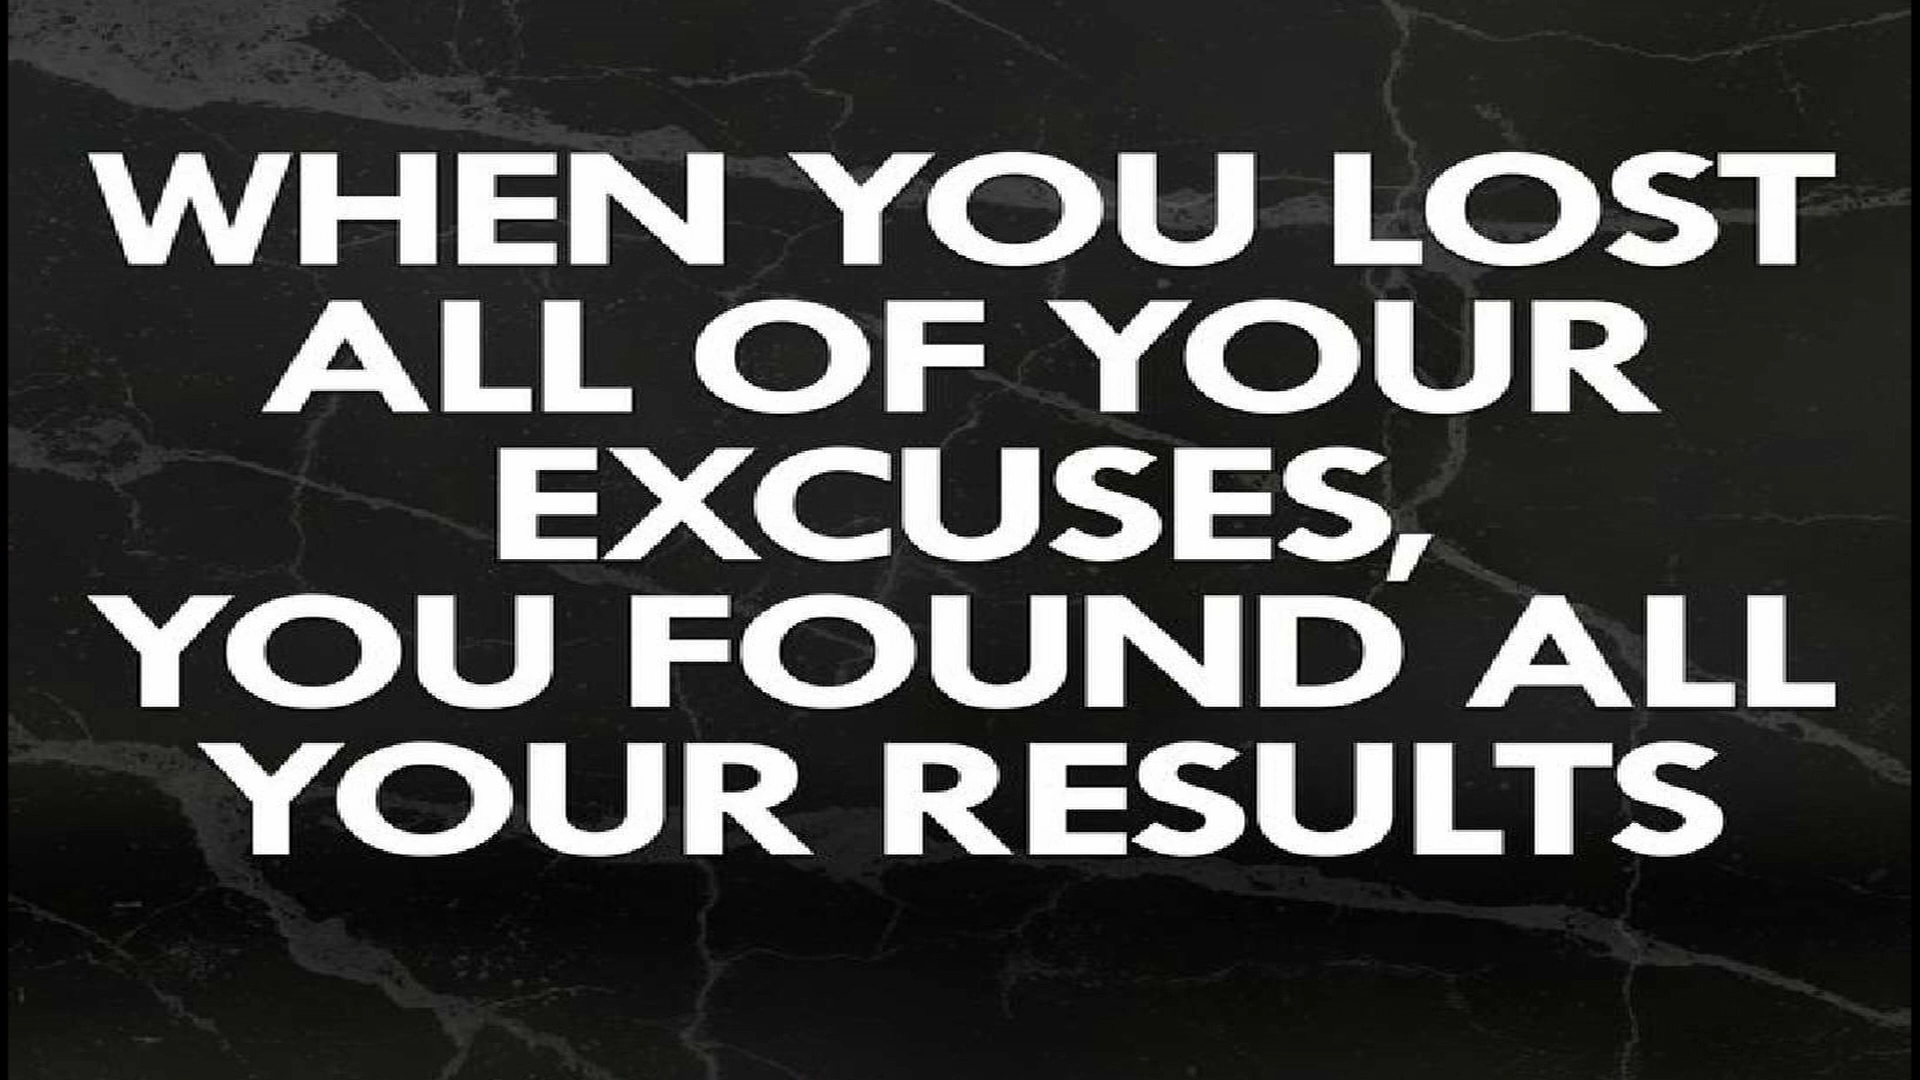 WHEN YOU LOST
ALL OF YOUR
EXCUSES,
YOU FOUND ALL
YOUR RESULTS